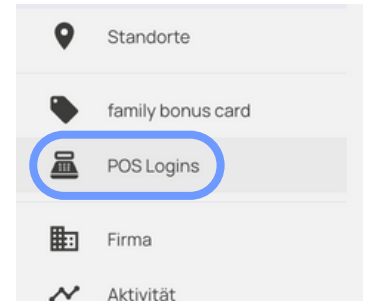 Standorte
family bonus card
POS Logins
Firma
Aktivität